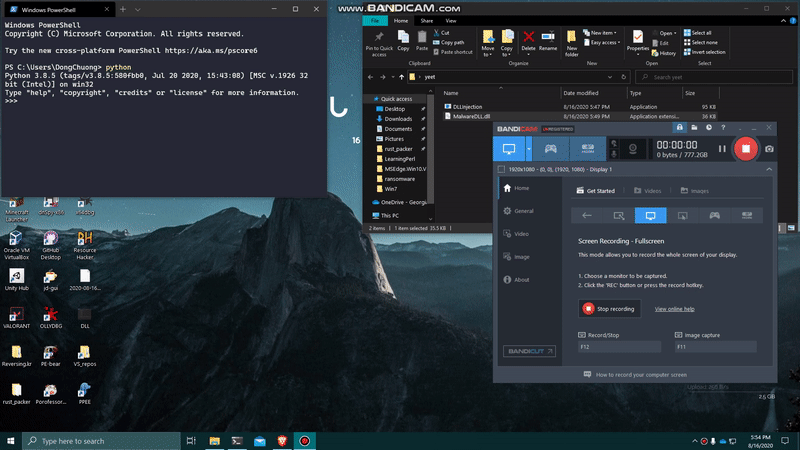 WWW.BANDICAM.COM
Windows PowerShell
Windows PowerShell
Copyright (C) Microsoft Corporation. All rights reserved.
Try the new cross-platform PowerShell https://aka.ms/pscore6
PS C:\Users\DongChuong> python
Python 3.8.5 (tags/v3.8.5:580fbb0, Jul 20 2020, 15:43:08) [MSC v.1926 32
bit (Intel)] on win32
Type "help", "copyright", "credits" or "license" for more information.
>>>
16
File Home Share View
Pin to Quick access
Copy
Paste
Cut
Copy path
Paste shortcut
Move to
Copy to
Delete
Rename
New folder
New item
Easy access
Properties
Open
Edit
History
Select all
Select none
Invert selection
Clipboard Organize New Open Select
yeet
Search yeet
Name Date modified Type Size
Quick access
Desktop
Downloads
Documents
Pictures
rust_packer
LearningPerl
MSEdge.Win10.V
ransomware
Win7
OneDrive - Georgia
This PC
DLLInjection 8/16/2020 5:47 PM Application 95 KB
MalwareDLL.dll 8/16/2020 5:49 PM Application extens... 36 KB
2 items 1 item selected 35.5 KB
BANDICAM UNREGISTERED
00:00:00
0 bytes / 777.2GB
1920x1080 - (0, 0), (1920, 1080) - Display 1
Home
General
Video
Image
About
BANDICUT
Get Started Videos Images
Screen Recording - Fullscreen
This mode allows you to record the whole screen of your display.
1. Choose a monitor to be captured.
2. Click the 'REC' button or press the record hotkey.
Stop recording View online help
Record/Stop Image capture
F12 F11
How to record your computer screen
2.5 GB
Minecraft Launcher
dnSpy-x86
x64dbg
Oracle VM VirtualBox
GitHub Desktop
Resource Hacker
Unity Hub
jd-gui
2020-08-16...
VALORANT
OLLYDBG
DLL
Reversing.kr
PE-bear
VS_repos
rust_packer
Porofessor...
PPEE
Type here to search
5:54 PM
8/16/2020